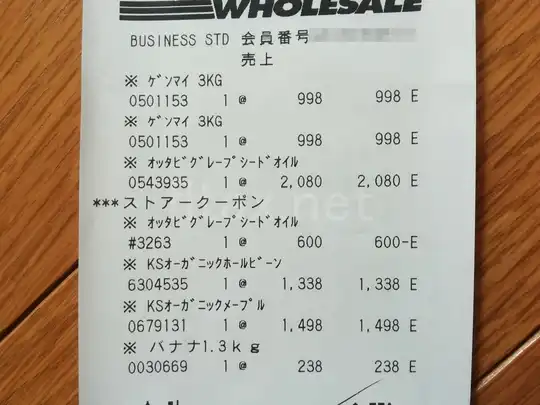 WHOLESALE
BUSINESS STD 会員番号
売上
※ ｹﾞﾝﾏｲ 3KG
0501153 1 @ 998 998 E
※ ｹﾞﾝﾏｲ 3KG
0501153 1 @ 998 998 E
※ ｵｯﾀﾋﾞｸﾞﾚｰﾌﾟｼｰﾄﾞｵｲﾙ
0543935 1 @ 2,080 2,080 E
***ストアークーポン
※ ｵｯﾀﾋﾞｸﾞﾚｰﾌﾟｼｰﾄﾞｵｲﾙ
#3263 1 @ 600 600-E
※ KSｵｰｶﾞﾆｯｸﾎｰﾙﾋﾞｰﾝ
6304535 1 @ 1,338 1,338 E
※ KSｵｰｶﾞﾆｯｸﾒｰﾌﾟﾙ
0679131 1 @ 1,498 1,498 E
※ バナナ1.3ｋｇ
0030669 1 @ 238 238 E